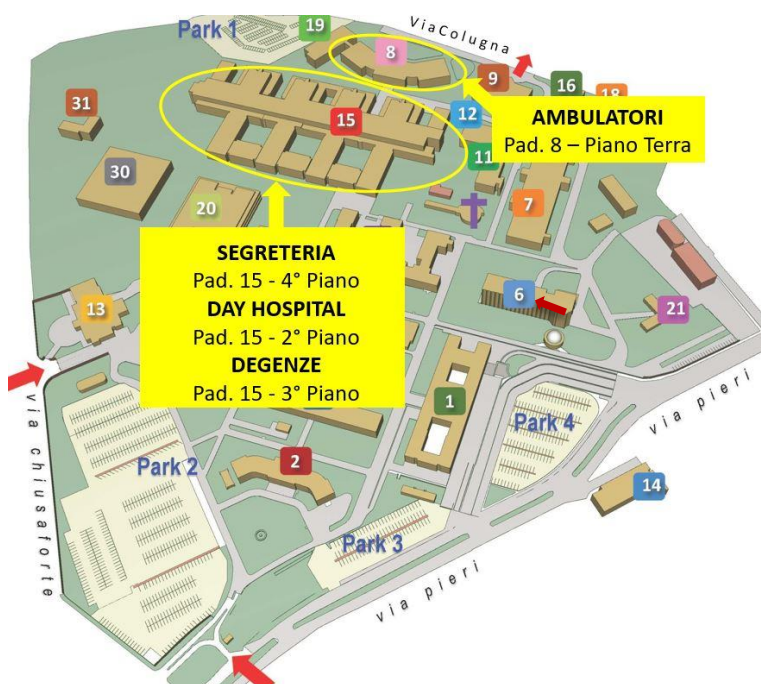 Park 1
19
ViaColugna
8
9
16
18
31
15
12
AMBULATORI
Pad. 8 – Piano Terra
11
30
20
7
SEGRETERIA
Pad. 15 - 4° Piano
DAY HOSPITAL
Pad. 15 - 2° Piano
DEGENZE
Pad. 15 - 3° Piano
6
13
21
1
via chiusaforte
Park 2
2
Park 4
via pieri
14
Park 3
via pieri